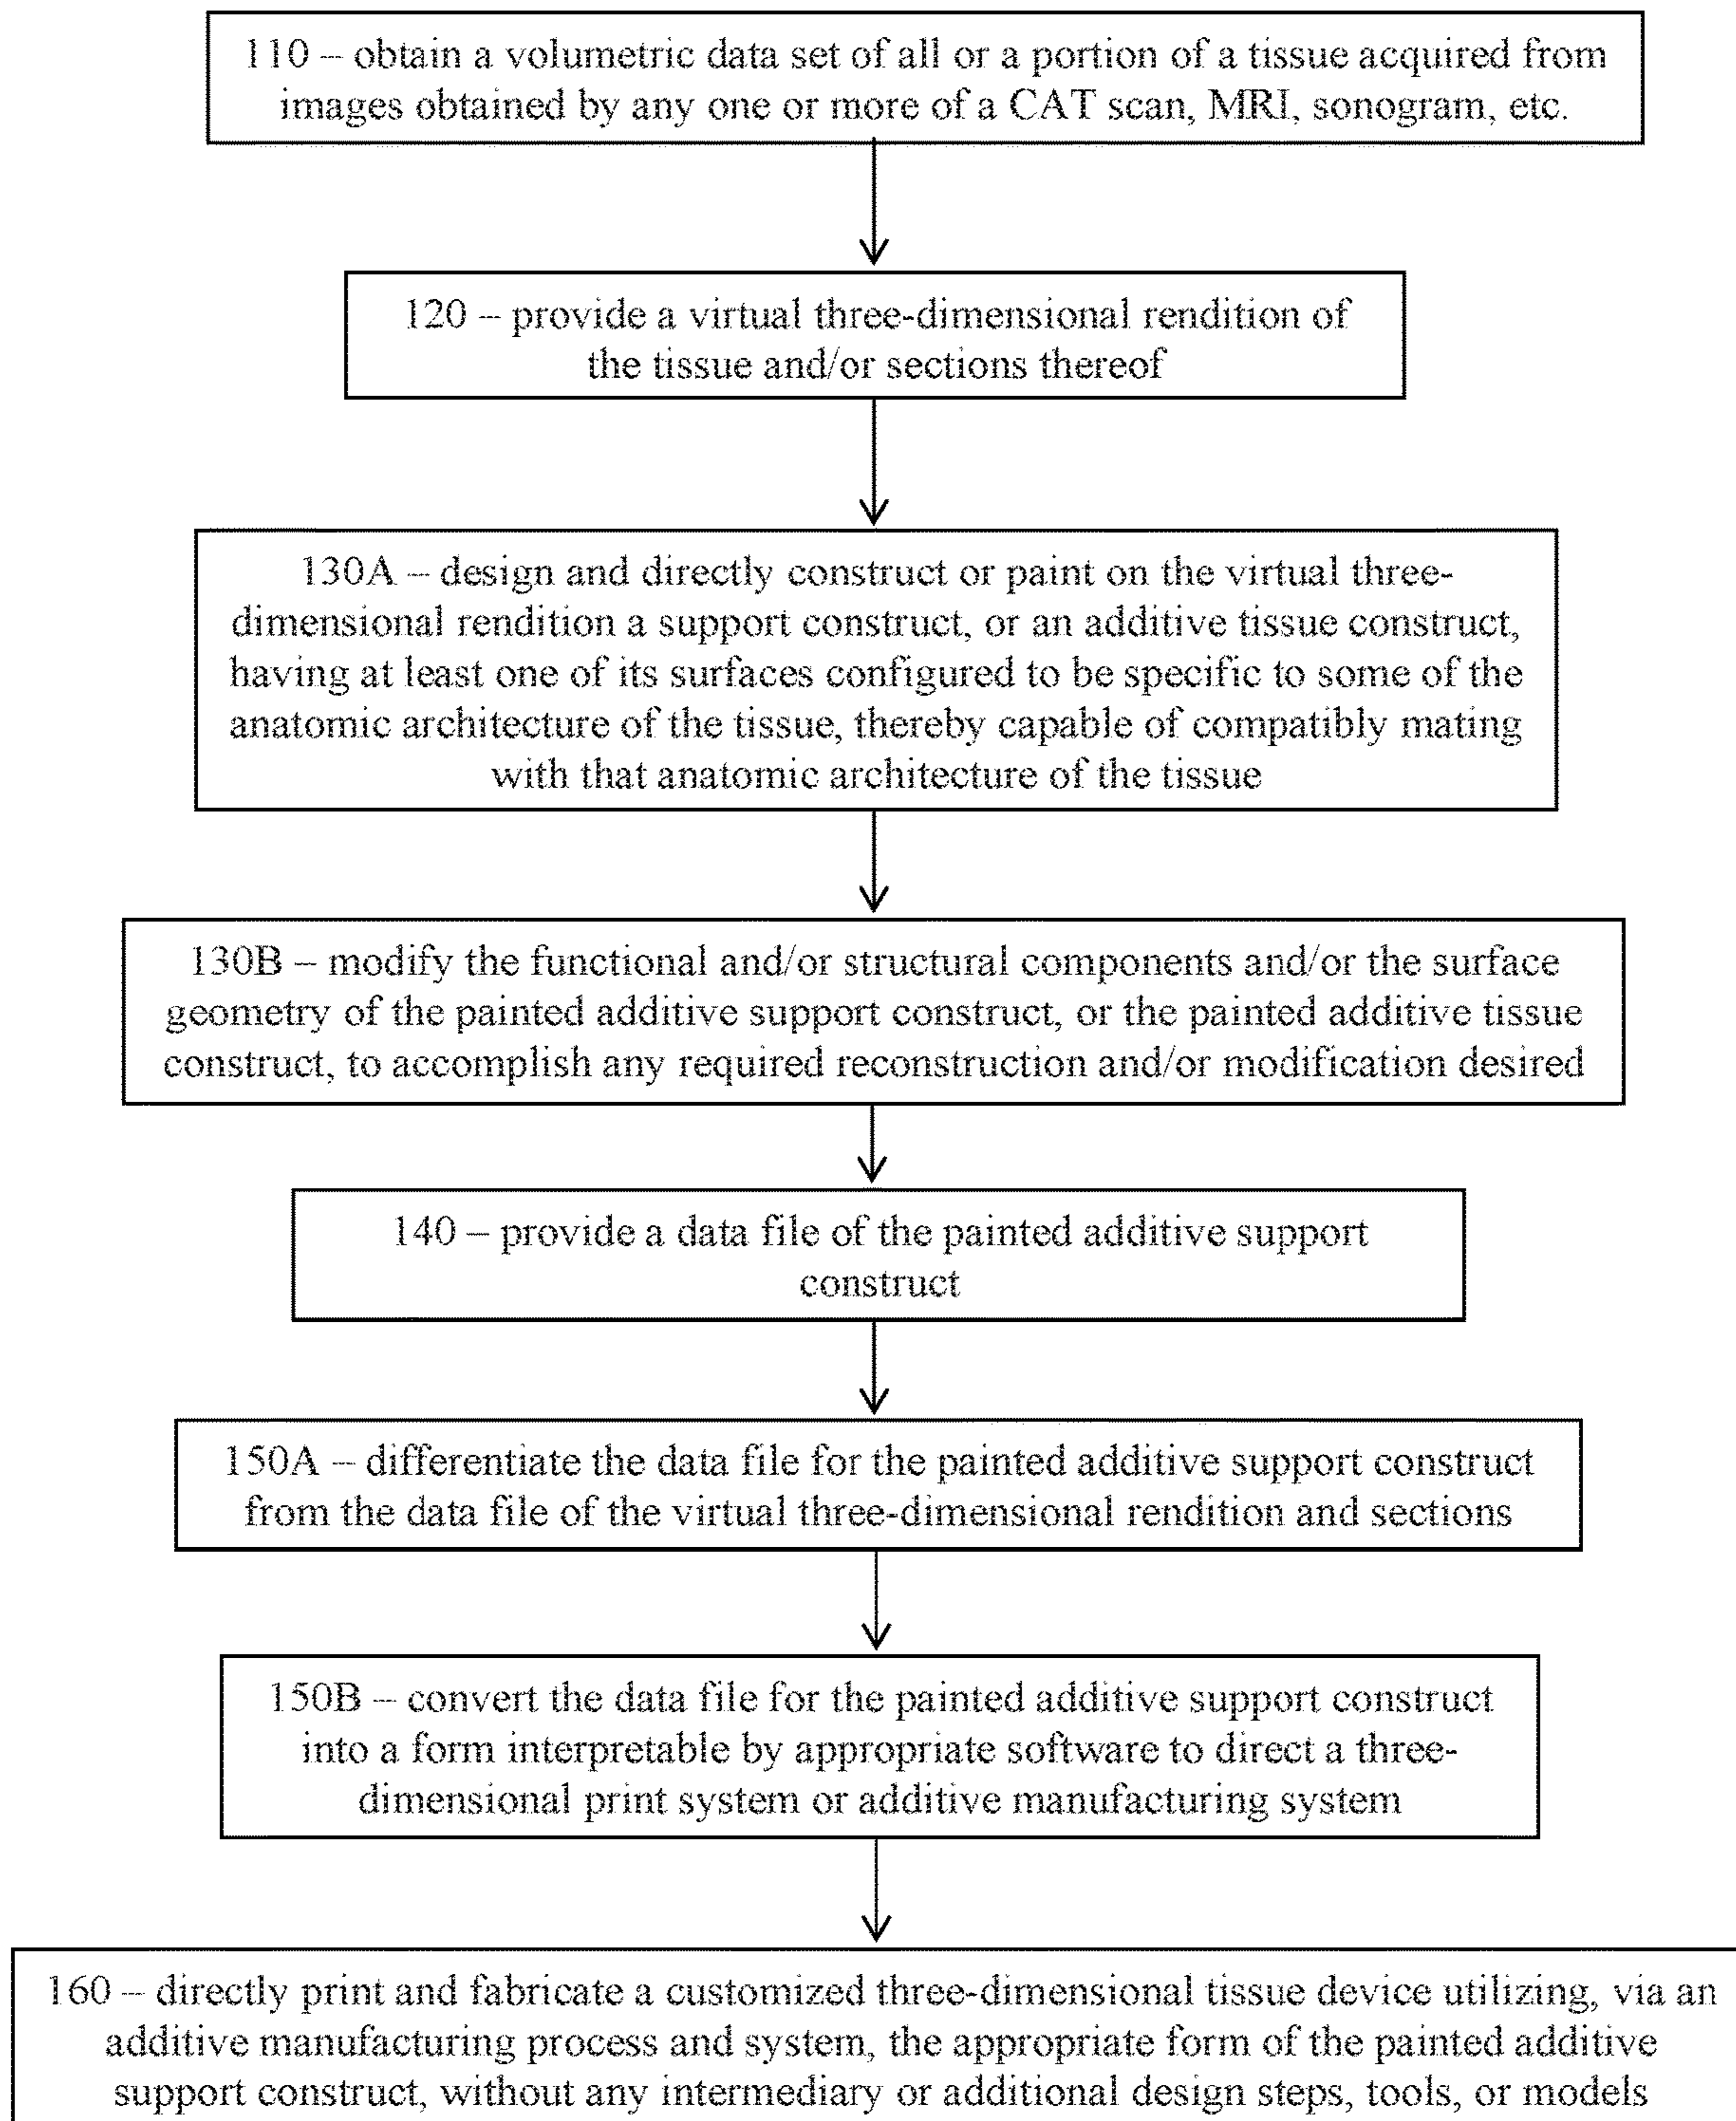 110 – obtain a volumetric data set of all or a portion of a tissue acquired from
images obtained by any one or more of a CAT scan, MRI, sonogram, etc.
120 – provide a virtual three-dimensional rendition of
the tissue and/or sections thereof
130A – design and directly construct or paint on the virtual three-
dimensional rendition a support construct, or an additive tissue construct,
having at least one of its surfaces configured to be specific to some of the
anatomic architecture of the tissue, thereby capable of compatibly mating
with that anatomic architecture of the tissue
130B – modify the functional and/or structural components and/or the surface
geometry of the painted additive support construct, or the painted additive tissue
construct, to accomplish any required reconstruction and/or modification desired
140 – provide a data file of the painted additive support
construct
150A – differentiate the data file for the painted additive support construct
from the data file of the virtual three-dimensional rendition and sections
150B – convert the data file for the painted additive support construct
into a form interpretable by appropriate software to direct a three-
dimensional print system or additive manufacturing system
160 – directly print and fabricate a customized three-dimensional tissue device utilizing, via an
additive manufacturing process and system, the appropriate form of the painted additive
support construct, without any intermediary or additional design steps, tools, or models